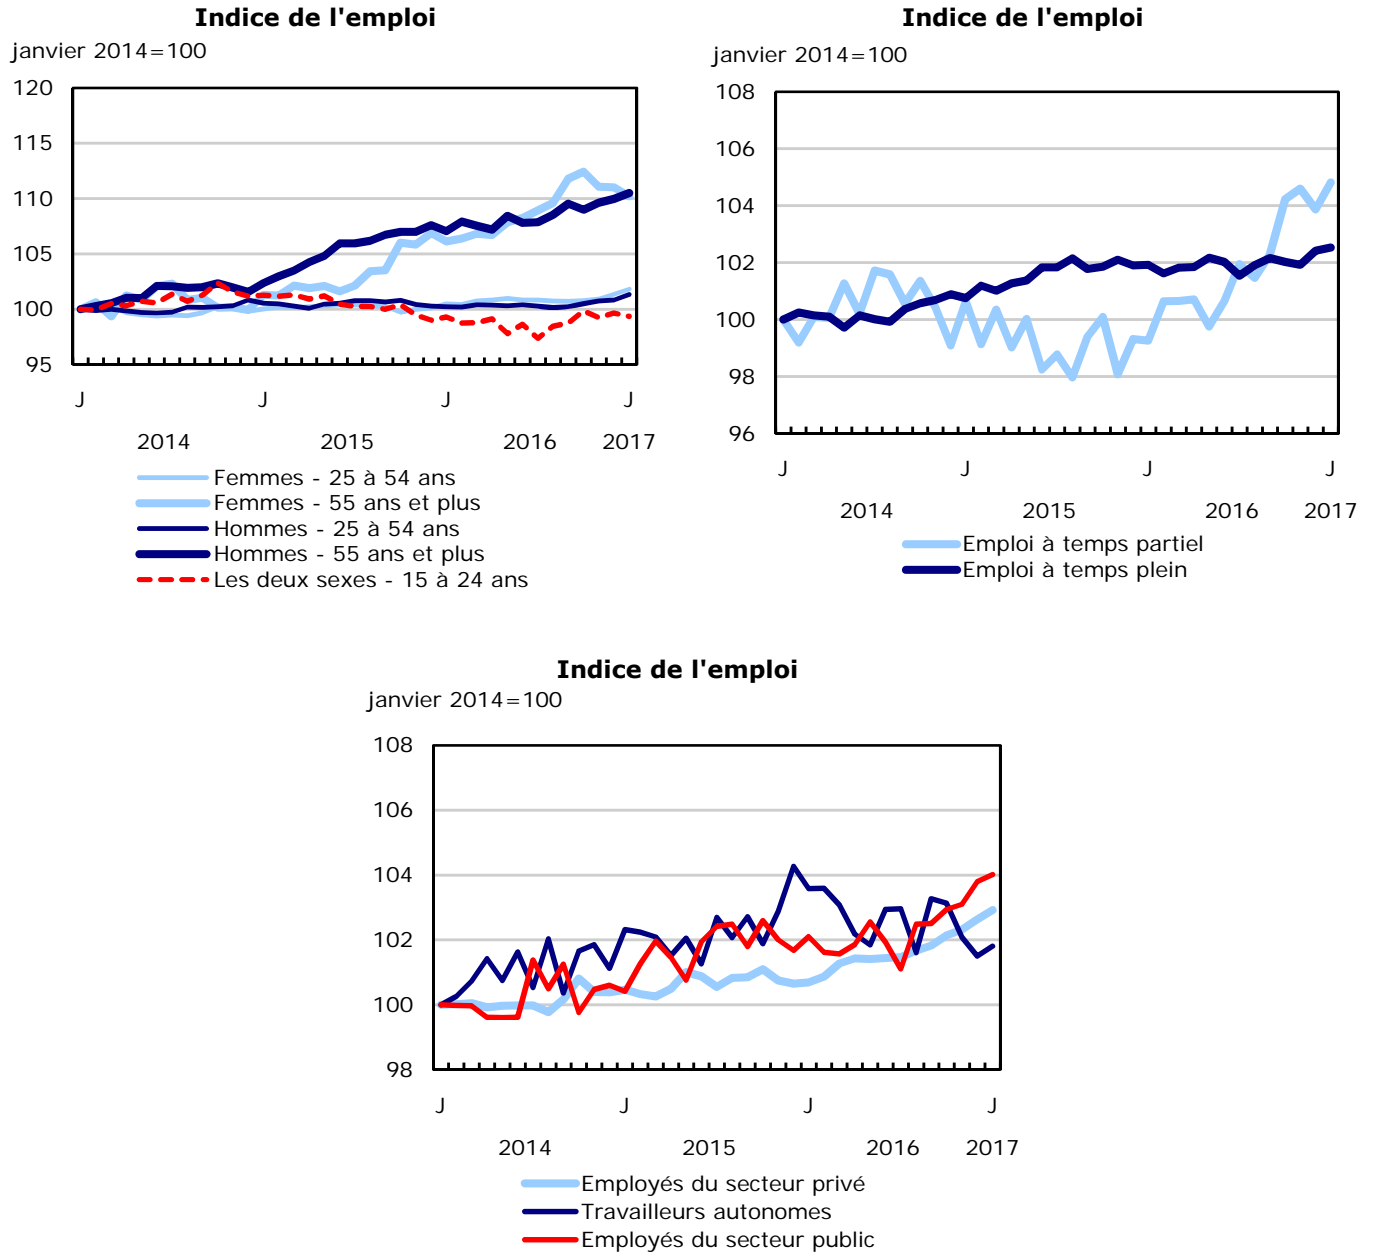 Indice de l'emploi
janvier 2014=100
120
115
110
105
100
95
J J J J
2014 2015 2016 2017
Femmes - 25 à 54 ans
Femmes - 55 ans et plus
Hommes - 25 à 54 ans
Hommes - 55 ans et plus
Les deux sexes - 15 à 24 ans
Indice de l'emploi
janvier 2014=100
108
106
104
102
100
98
96
J J J J
2014 2015 2016 2017
Emploi à temps partiel
Emploi à temps plein
Indice de l'emploi
janvier 2014=100
108
106
104
102
100
98
J J J J
2014 2015 2016 2017
Employés du secteur privé
Travailleurs autonomes
Employés du secteur public